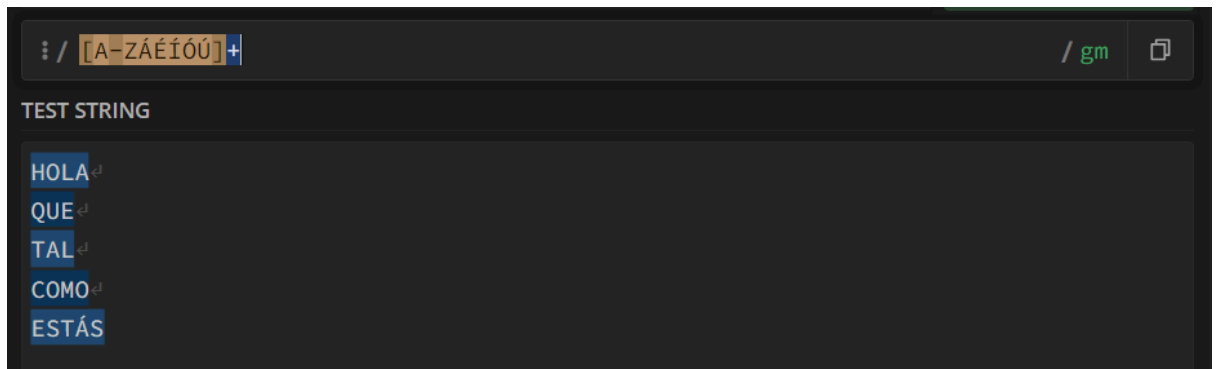 / [A-ZÁÉÍÓÚ]+ / gm
TEST STRING
HOLA
QUE
TAL
COMO
ESTÁS